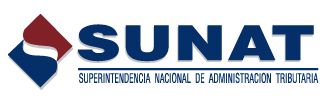 SUNAT
SUPERINTENDENCIA NACIONAL DE ADMINISTRACION TRIBUTARIA